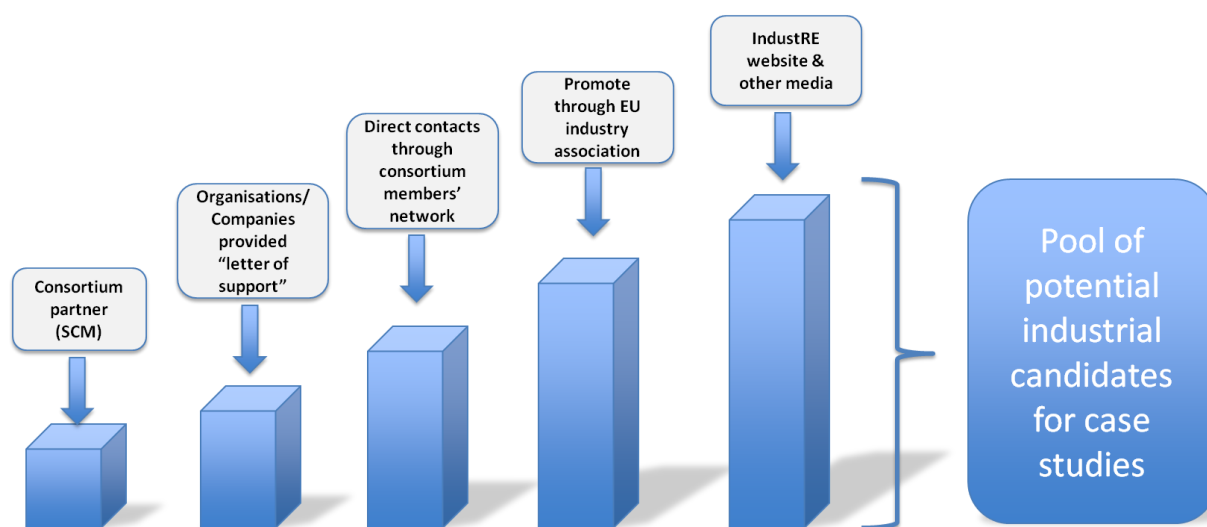 Consortium
partner
(SCM)
Organisations/
Companies
provided
“letter of
support”
Direct contacts
through
consortium
members’
network
Promote
through EU
industry
association
IndustRE
website &
other media
Pool of
potential
industrial
candidates
for case
studies